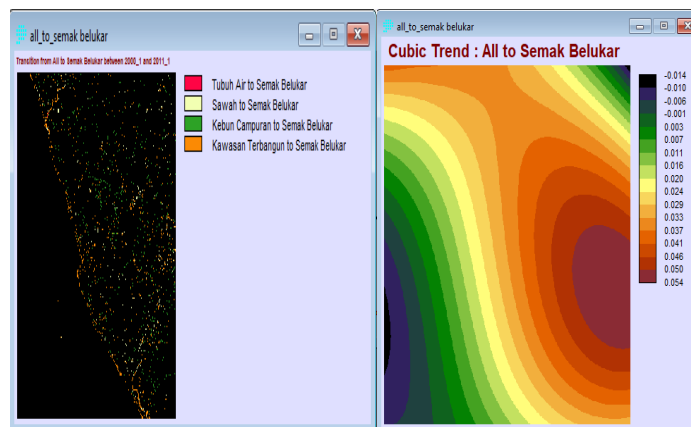 all_to_semak belukar
Transition from All to Semak Belukar between 2000_1 and 2011_1
Tubuh Air to Semak Belukar
Sawah to Semak Belukar
Kebun Campuran to Semak Belukar
Kawasan Terbangun to Semak Belukar
all_to_semak belukar
Cubic Trend : All to Semak Belukar
-0.014
-0.010
-0.006
-0.001
0.003
0.007
0.011
0.016
0.020
0.024
0.029
0.033
0.037
0.041
0.046
0.050
0.054